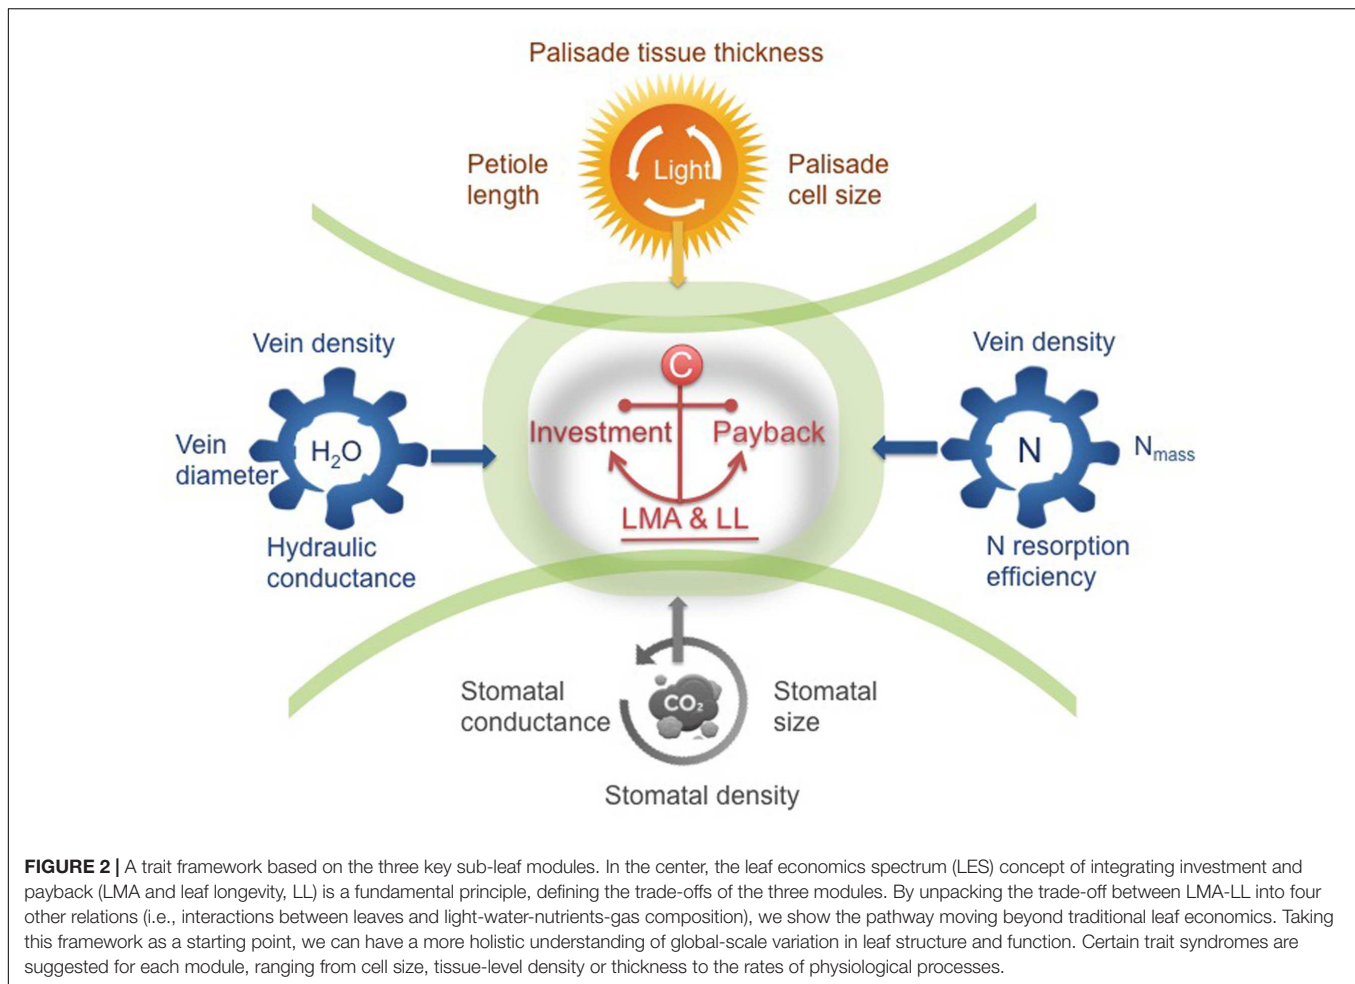 Palisade tissue thickness
Petiole
length
Light
Palisade
cell size
Vein density
Vein
diameter
H₂O
Hydraulic
conductance
C
Investment
Payback
LMA & LL
Vein density
N
Nmass
N resorption
efficiency
Stomatal
conductance
CO₂
Stomatal
size
Stomatal density
FIGURE 2 | A trait framework based on the three key sub-leaf modules. In the center, the leaf economics spectrum (LES) concept of integrating investment and
payback (LMA and leaf longevity, LL) is a fundamental principle, defining the trade-offs of the three modules. By unpacking the trade-off between LMA-LL into four
other relations (i.e., interactions between leaves and light-water-nutrients-gas composition), we show the pathway moving beyond traditional leaf economics. Taking
this framework as a starting point, we can have a more holistic understanding of global-scale variation in leaf structure and function. Certain trait syndromes are
suggested for each module, ranging from cell size, tissue-level density or thickness to the rates of physiological processes.